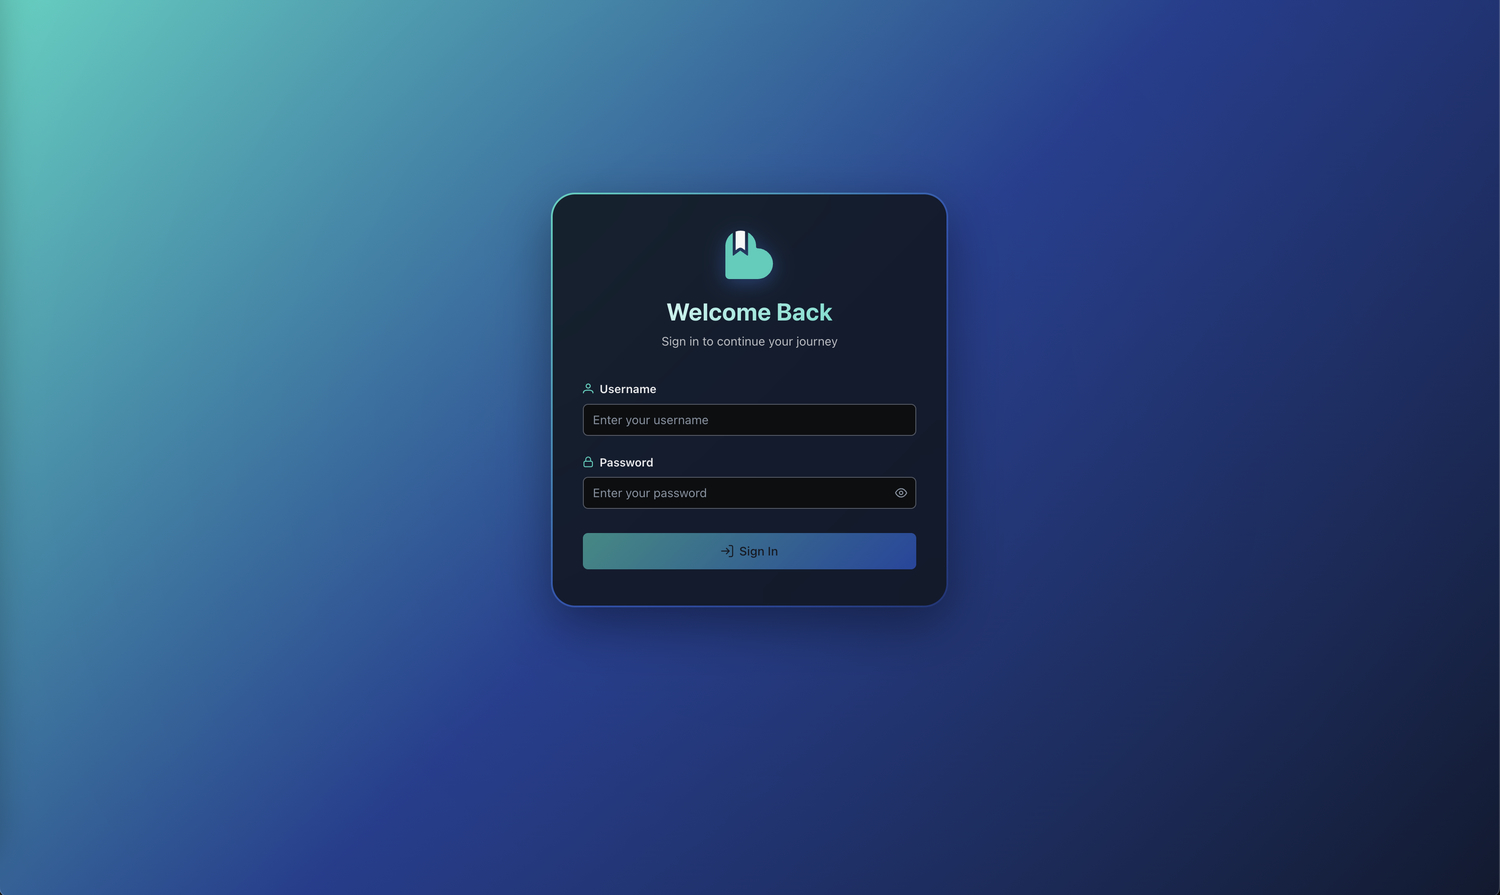 Welcome Back
Sign in to continue your journey
Username
Enter your username
Password
Enter your password
Sign In